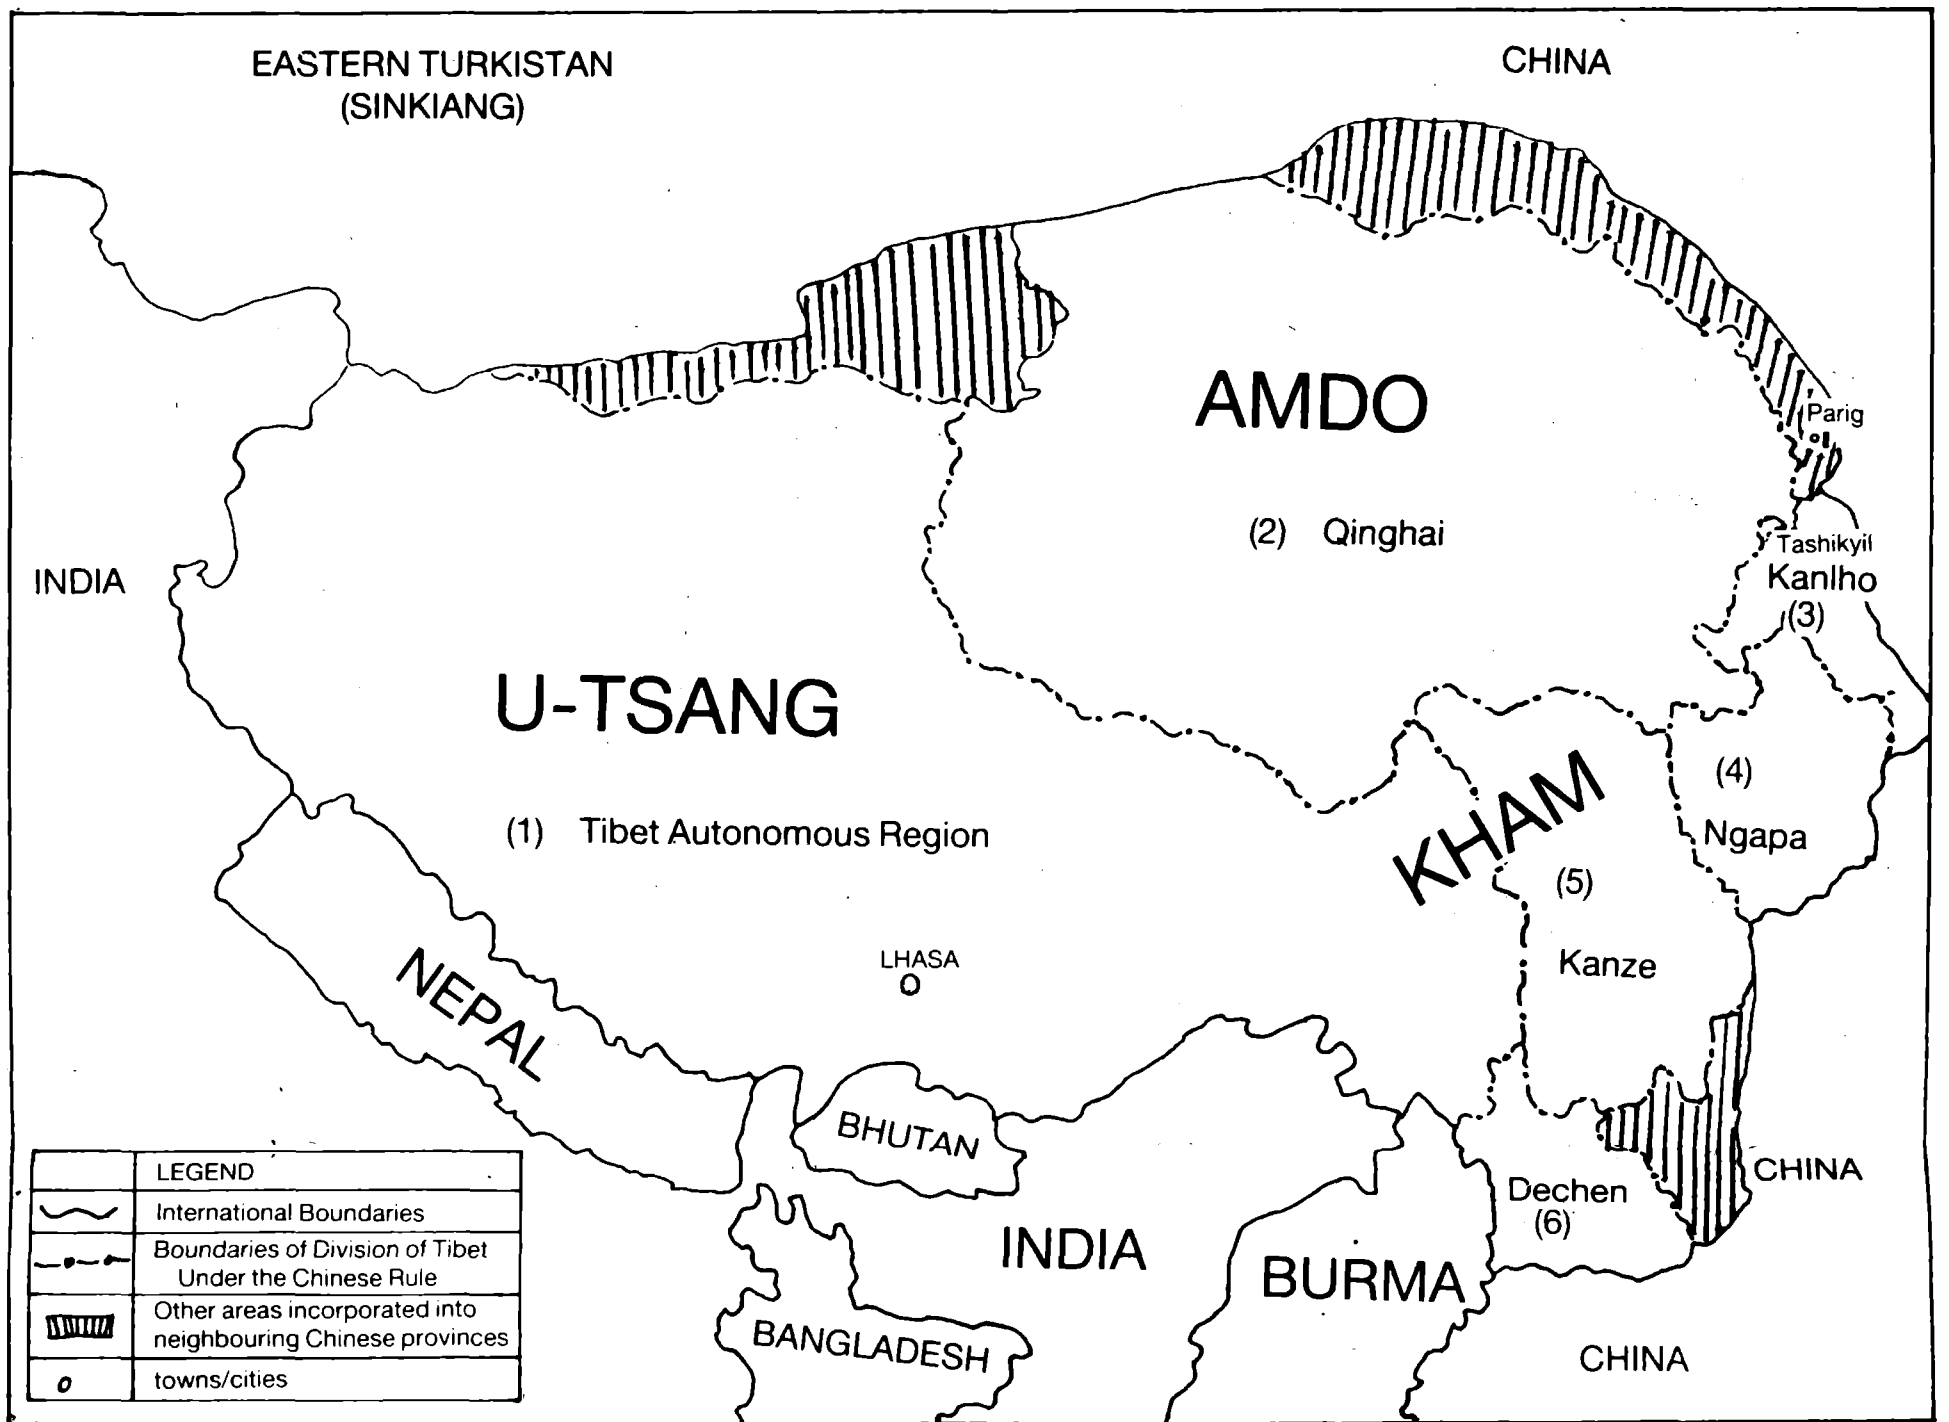 EASTERN TURKISTAN
(SINKIANG)
CHINA
AMDO
Parig
(2) Qinghai
Tashikyil
Kanlho
(3)
INDIA
U-TSANG
(1) Tibet Autonomous Region
KHAM
(4)
Ngapa
(5)
Kanze
LHASA
NEPAL
BHUTAN
CHINA
Dechen
(6)
INDIA
BURMA
BANGLADESH
CHINA
LEGEND
International Boundaries
Boundaries of Division of Tibet
Under the Chinese Rule
Other areas incorporated into
neighbouring Chinese provinces
towns/cities